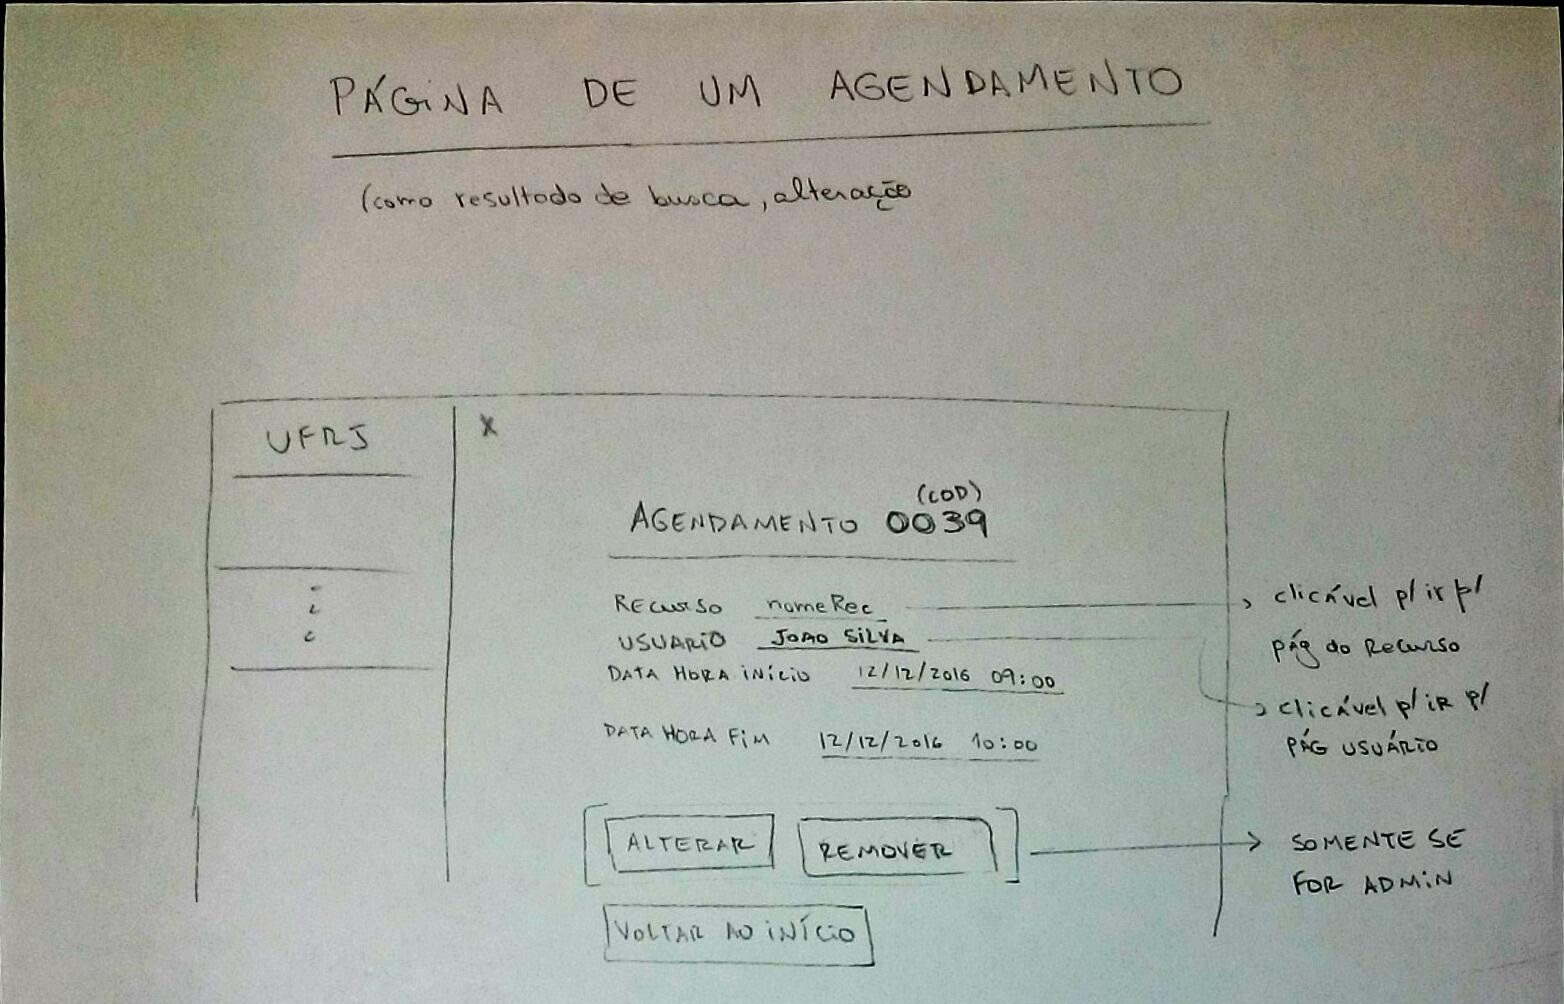 PÁGINA DE UM AGENDAMENTO
(como resultado de busca, alteração
UFRJ
X
(COD)
AGENDAMENTO 0039
RECURSO nomeRec
clicável p/ ir p/
pág do Recurso
USUARIO JOAO SILVA
DATA HORA INÍCIO 12/12/2016 09:00
clicável p/ IR p/
PÁG USUÁRIO
DATA HORA FIM 12/12/2016 10:00
[ALTERAR REMOVER]
SOMENTE SE
FOR ADMIN
VOLTAR AO INÍCIO